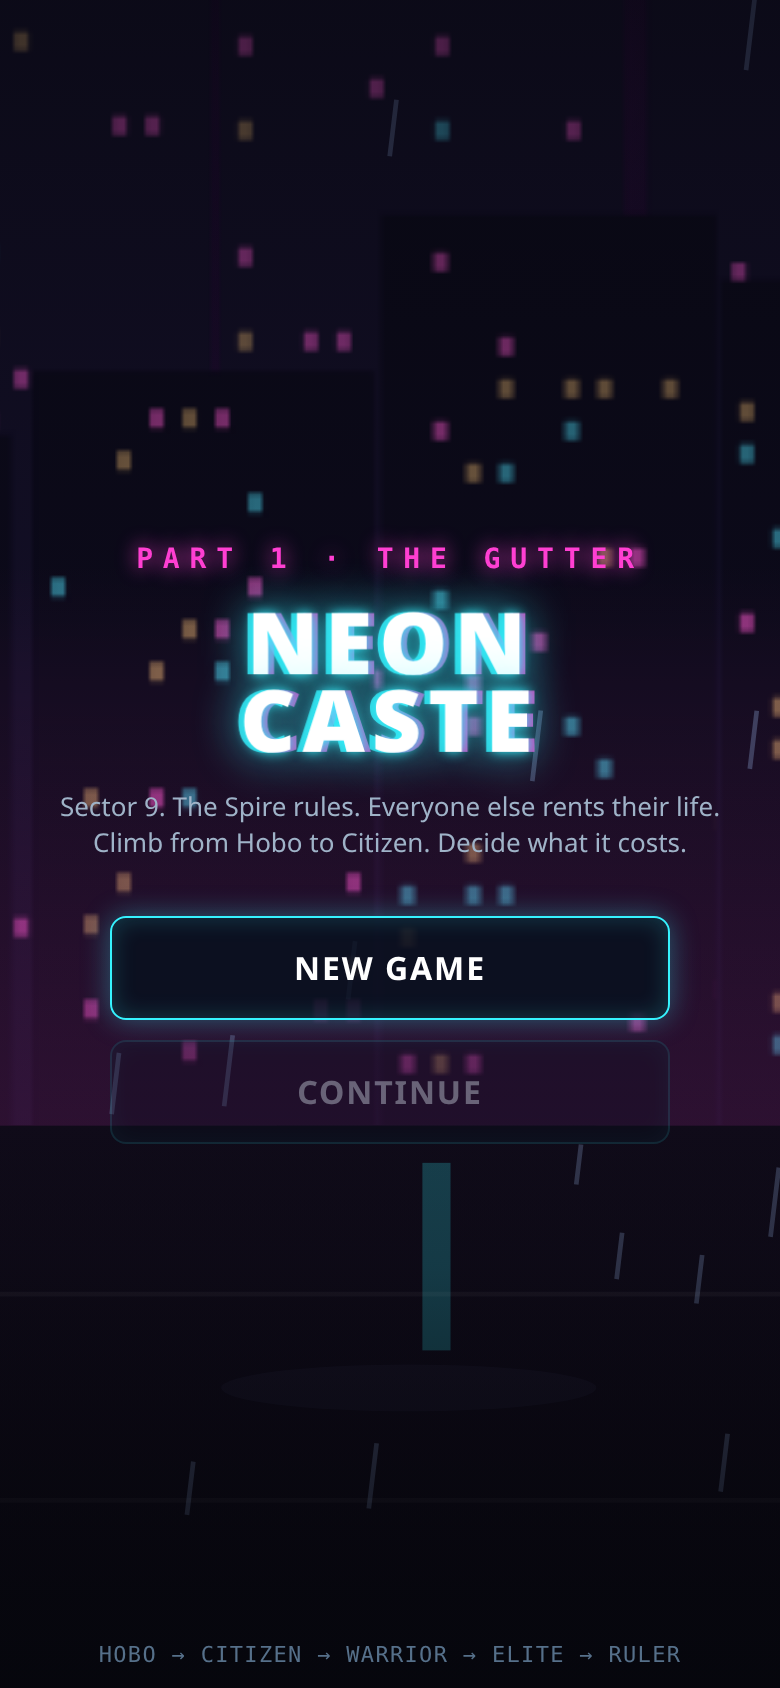 PART 1 · THE GUTTER
NEON
CASTE
Sector 9. The Spire rules. Everyone else rents their life.
Climb from Hobo to Citizen. Decide what it costs.
NEW GAME
CONTINUE
HOBO → CITIZEN → WARRIOR → ELITE → RULER